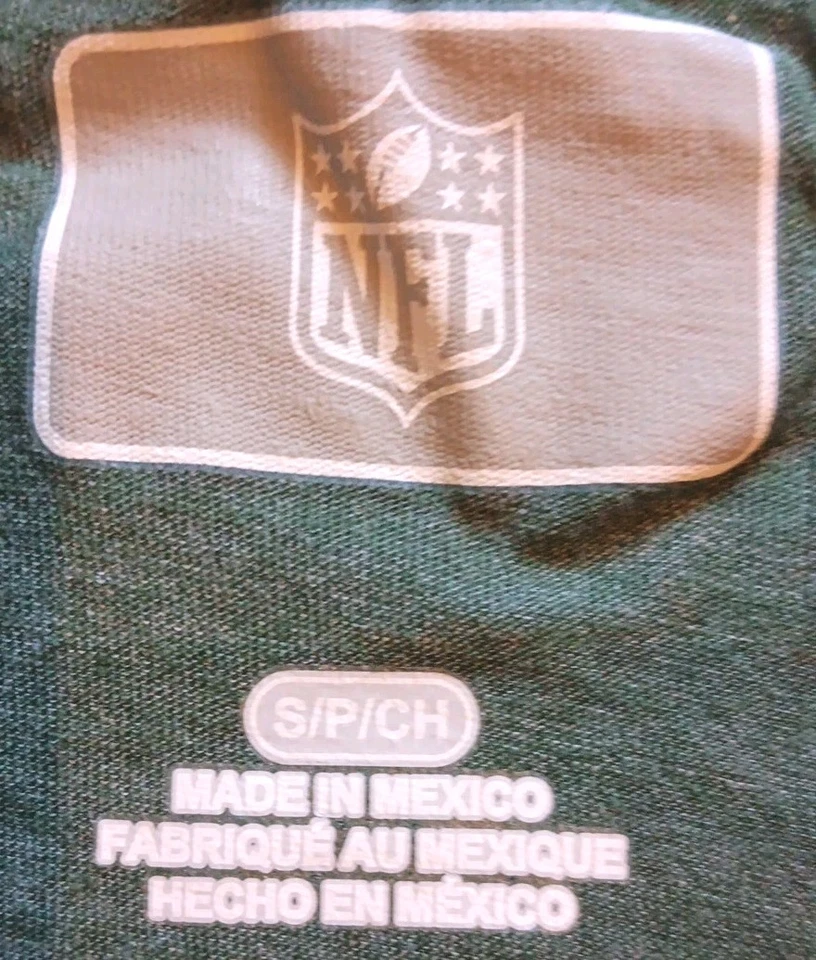 NFL
S/P/CH
MADE IN MEXICO
FABRIQUÉ AU MEXIQUE
HECHO EN MÉXICO